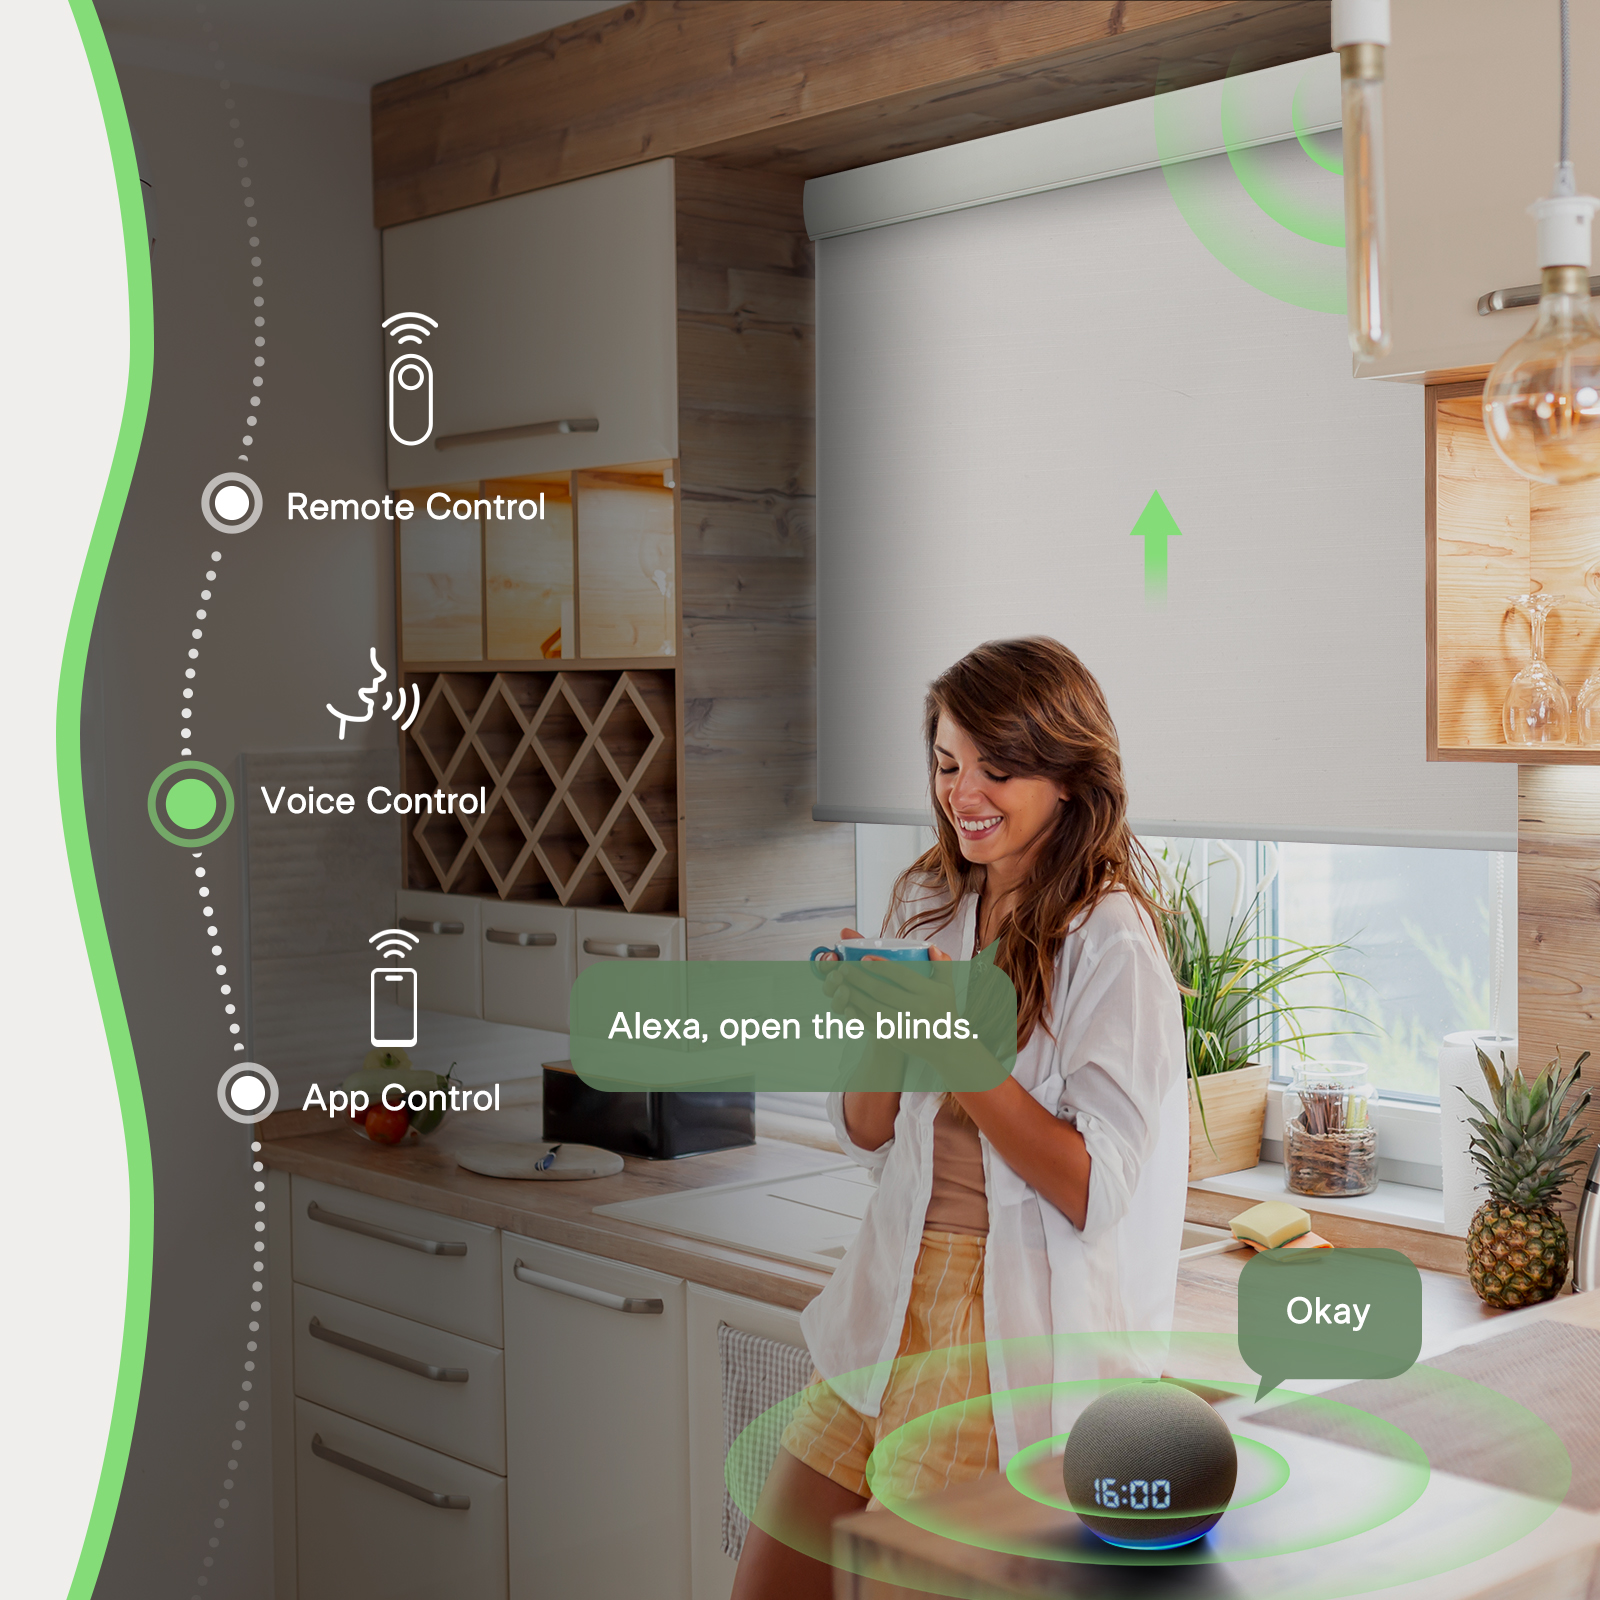 Remote Control
Voice Control
App Control
Alexa, open the blinds.
Okay
16:00